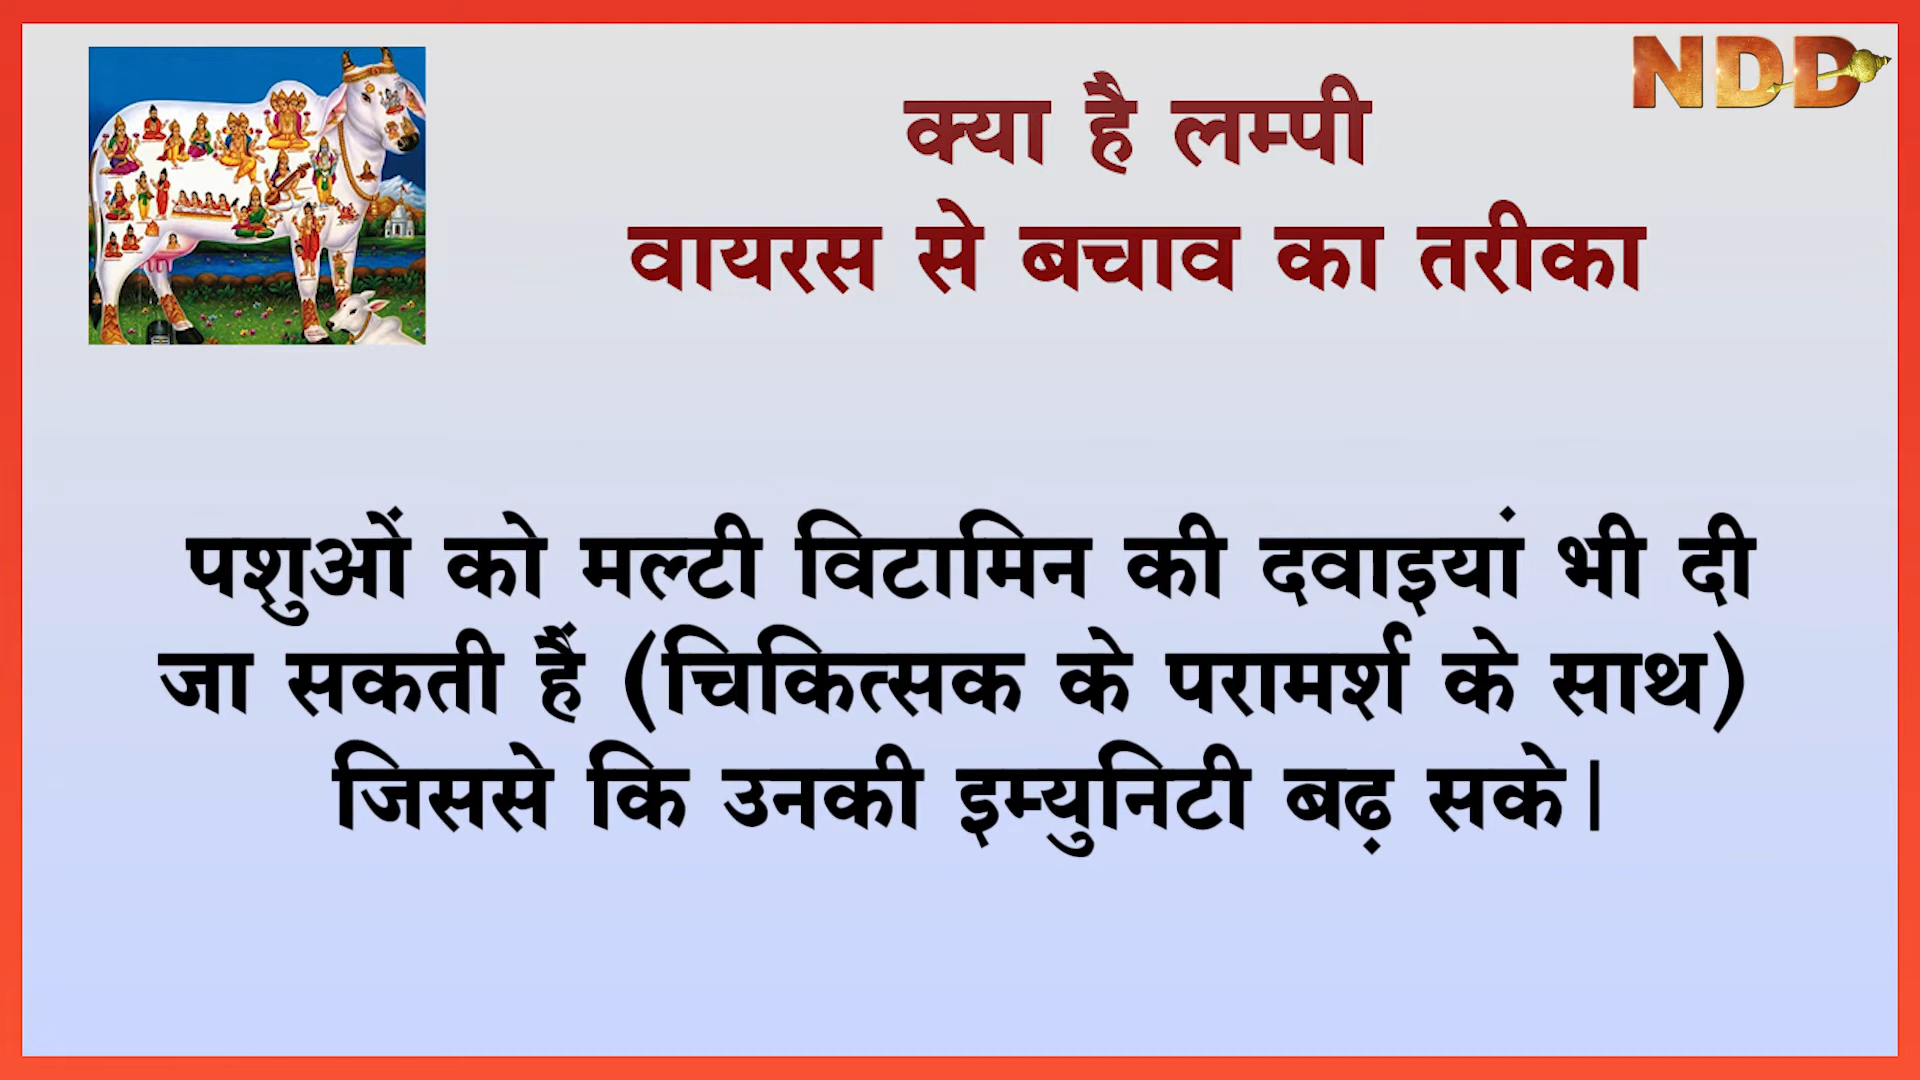 NDD
क्या है लम्पी
वायरस से बचाव का तरीका
पशुओं को मल्टी विटामिन की दवाइयां भी दी
जा सकती हैं (चिकित्सक के परामर्श के साथ)
जिससे कि उनकी इम्युनिटी बढ़ सके।